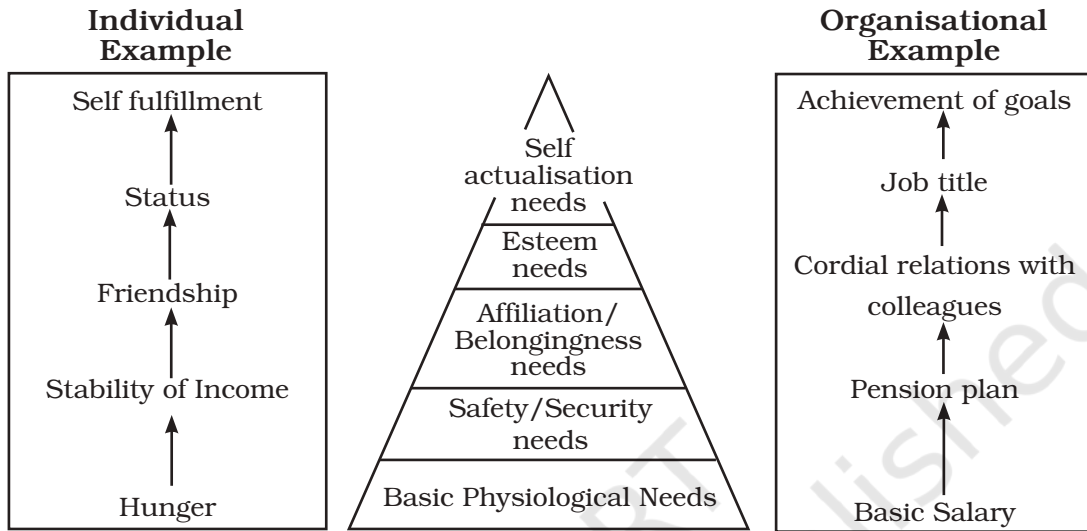 Individual
Example
Self fulfillment
Status
Friendship
Stability of Income
Hunger
Self
actualisation
needs
Esteem
needs
Affiliation/
Belongingness
needs
Safety/Security
needs
Basic Physiological Needs
Organisational
Example
Achievement of goals
Job title
Cordial relations with
colleagues
Pension plan
Basic Salary